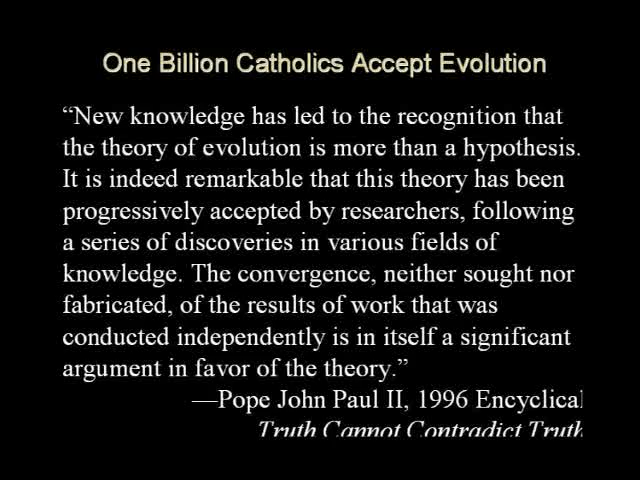 One Billion Catholics Accept Evolution
“New knowledge has led to the recognition that
the theory of evolution is more than a hypothesis.
It is indeed remarkable that this theory has been
progressively accepted by researchers, following
a series of discoveries in various fields of
knowledge. The convergence, neither sought nor
fabricated, of the results of work that was
conducted independently is in itself a significant
argument in favor of the theory.”
—Pope John Paul II, 1996 Encyclical
Truth Cannot Contradict Truth